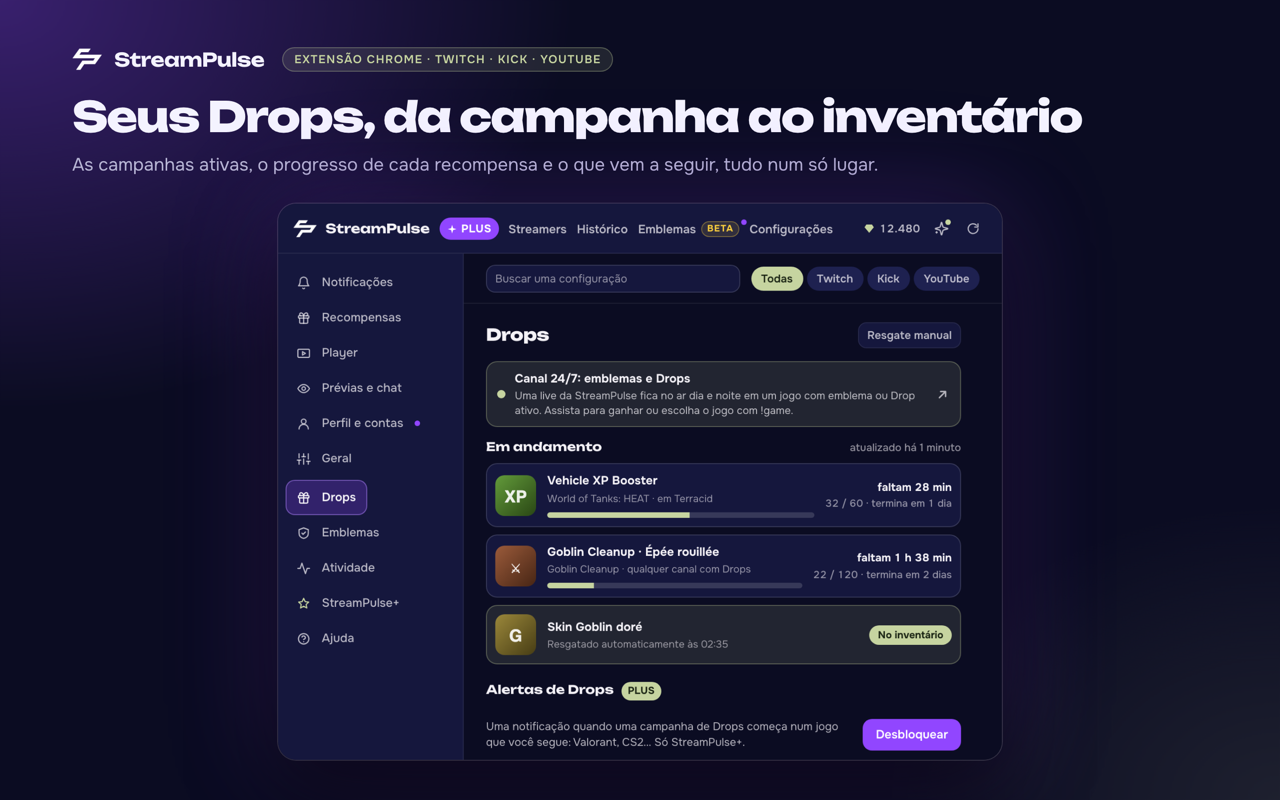 StreamPulse
EXTENSÃO CHROME · TWITCH · KICK · YOUTUBE
Seus Drops, da campanha ao inventário
As campanhas ativas, o progresso de cada recompensa e o que vem a seguir, tudo num só lugar.
StreamPulse
PLUS
Streamers
Histórico
Emblemas
BETA
Configurações
12.480
Notificações
Recompensas
Player
Prévias e chat
Perfil e contas
Geral
Drops
Emblemas
Atividade
StreamPulse+
Ajuda
Buscar uma configuração
Todas
Twitch
Kick
YouTube
Drops
Resgate manual
Canal 24/7: emblemas e Drops
Uma live da StreamPulse fica no ar dia e noite em um jogo com emblema ou Drop
ativo. Assista para ganhar ou escolha o jogo com !game.
Em andamento
atualizado há 1 minuto
XP
Vehicle XP Booster
World of Tanks: HEAT · em Terracid
faltam 28 min
32 / 60 · termina em 1 dia
Goblin Cleanup · Épée rouillée
Goblin Cleanup · qualquer canal com Drops
faltam 1 h 38 min
22 / 120 · termina em 2 dias
G
Skin Goblin doré
Resgatado automaticamente às 02:35
No inventário
Alertas de Drops
PLUS
Uma notificação quando uma campanha de Drops começa num jogo
que você segue: Valorant, CS2... Só StreamPulse+.
Desbloquear